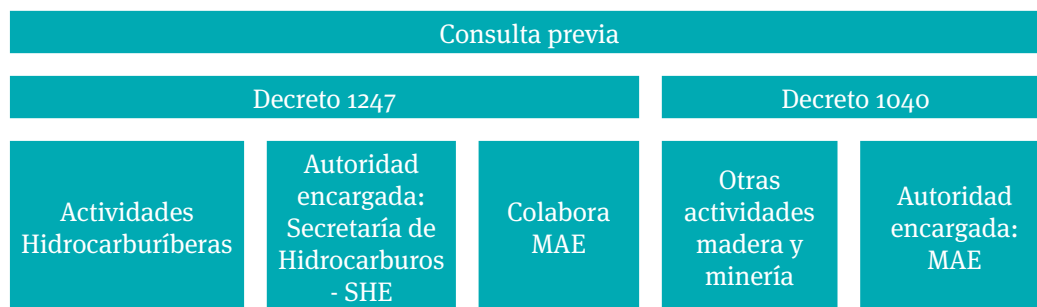 Consulta previa
Decreto 1247
Decreto 1040
Actividades
Hidrocarburíberas
Autoridad
encargada:
Secretaría de
Hidrocarburos
- SHE
Colabora
MAE
Otras
actividades
madera y
minería
Autoridad
encargada:
MAE